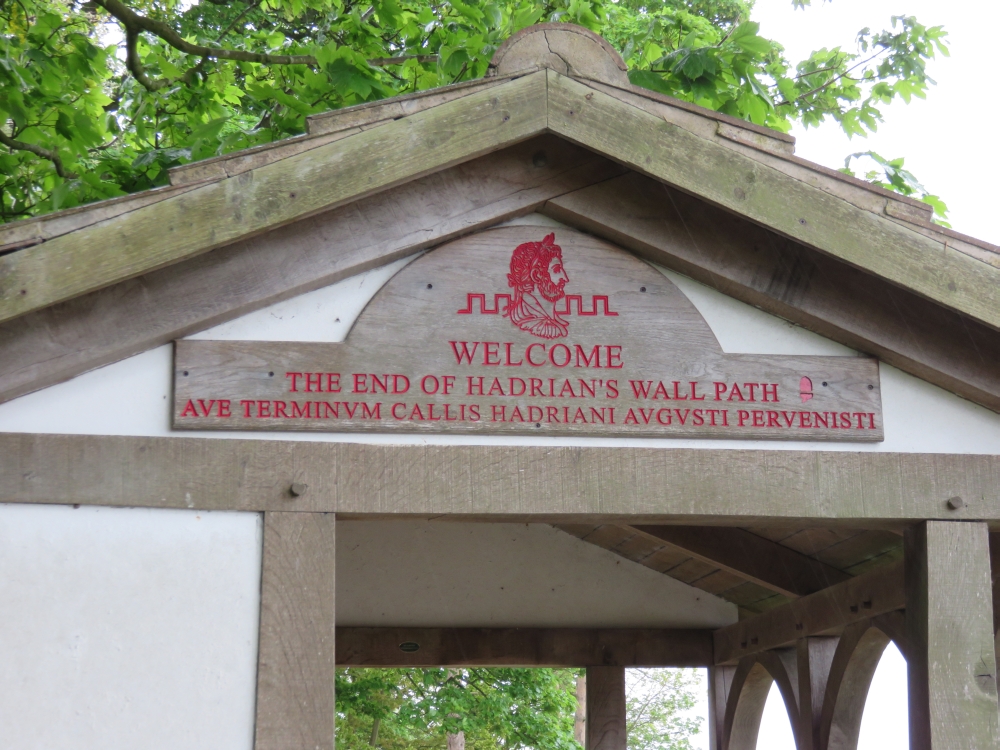 WELCOME
THE END OF HADRIAN'S WALL PATH
AVE TERMINVM CALLIS HADRIANI AVGVSTI PERVENISTI